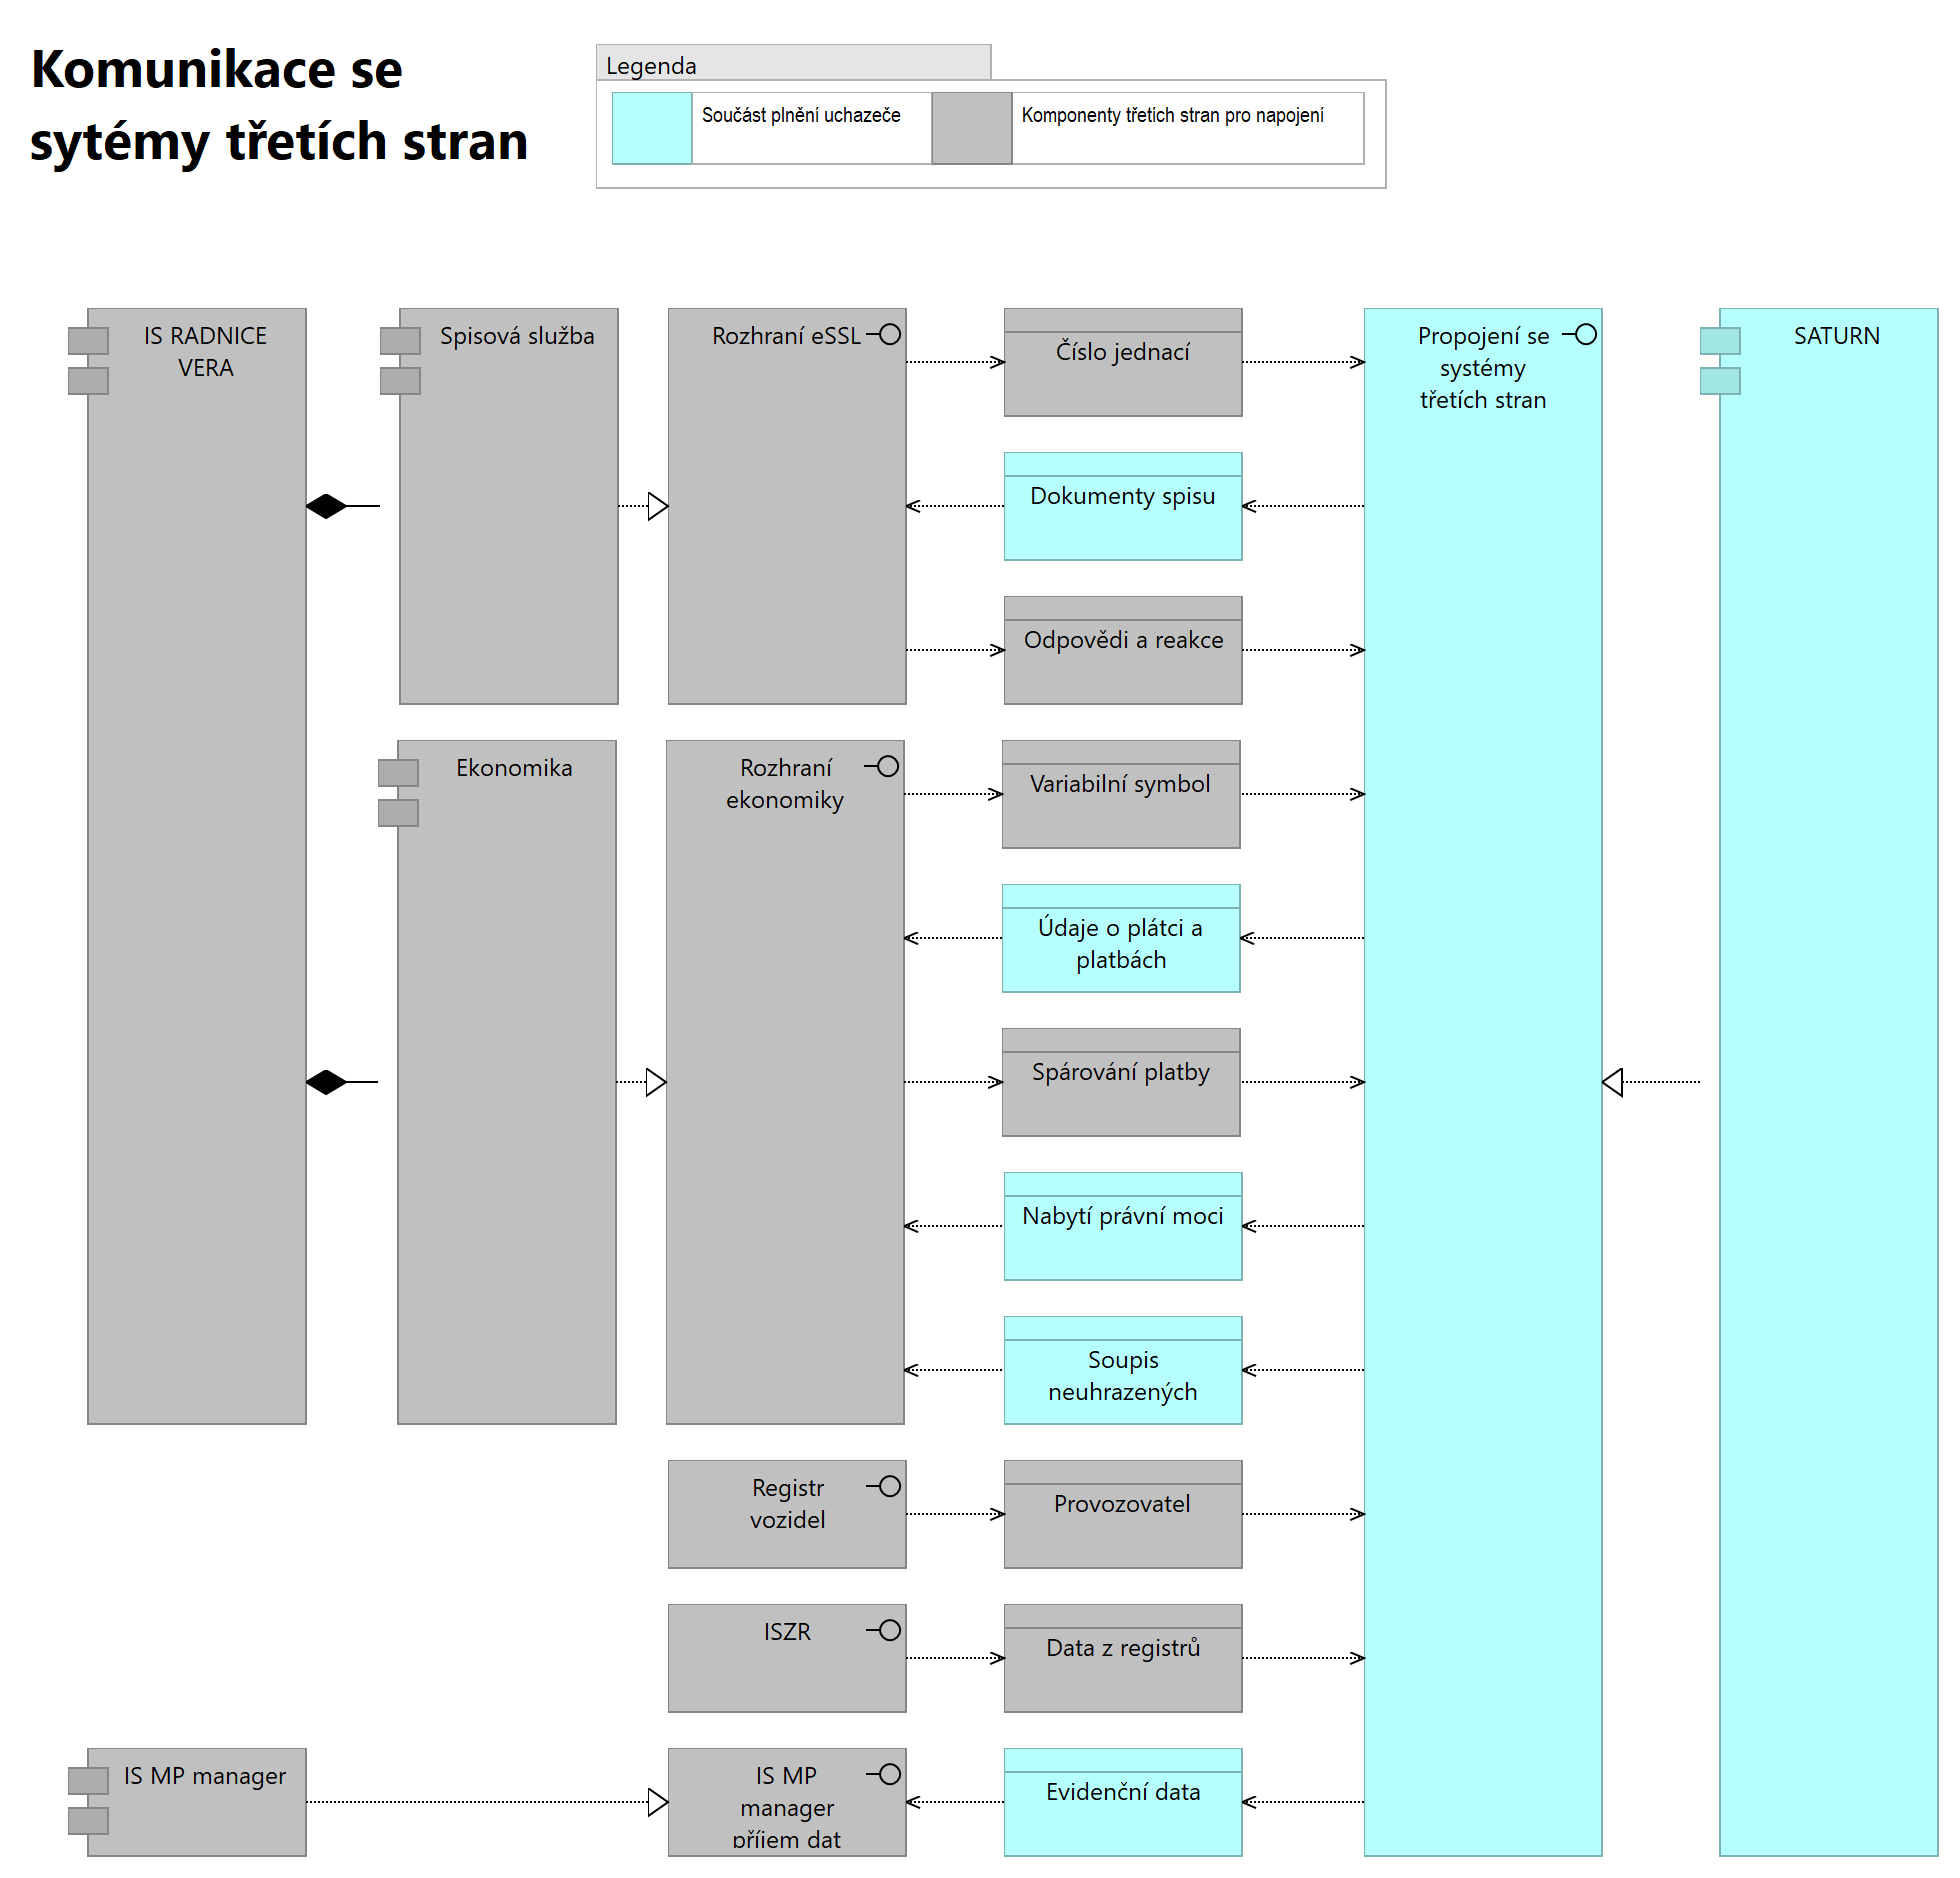 Komunikace se
sytémy třetích stran
Legenda
Součást plnění uchazeče
Komponenty třetích stran pro napojení
IS RADNICE
VERA
Spisová služba
Rozhraní eSSL
Číslo jednací
Propojení se
systémy
třetích stran
SATURN
Dokumenty spisu
Odpovědi a reakce
Ekonomika
Rozhraní
ekonomiky
Variabilní symbol
Údaje o plátci a
platbách
Spárování platby
Nabytí právní moci
Soupis
neuhrazených
Registr
vozidel
Provozovatel
ISZR
Data z registrů
IS MP manager
IS MP
manager
příjem dat
Evidenční data